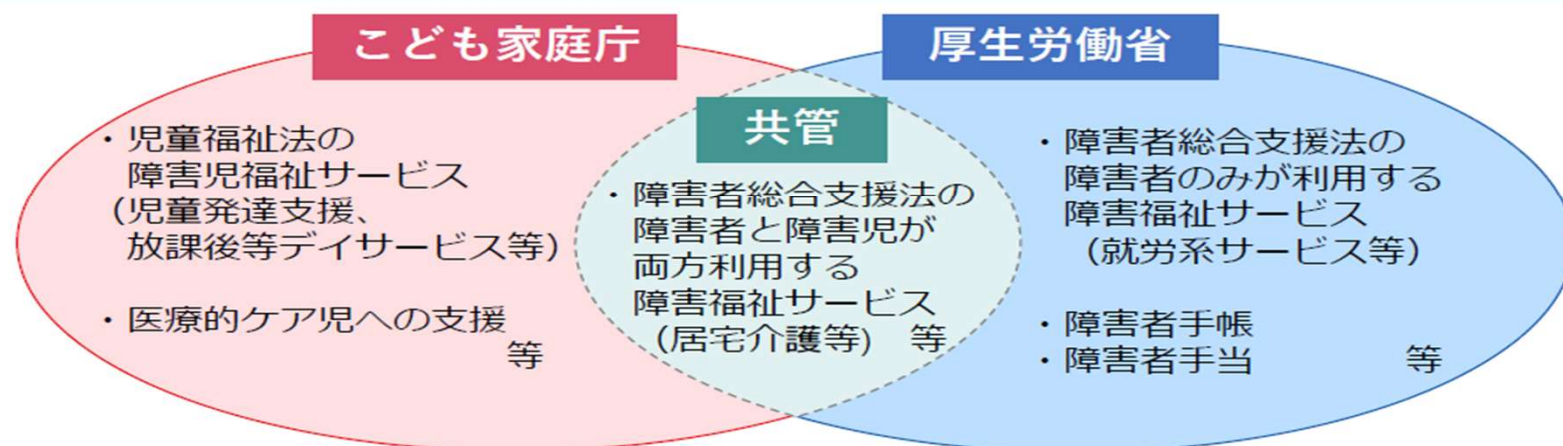 こども家庭庁
・児童福祉法の
障害児福祉サービス
(児童発達支援、
放課後等デイサービス等)
・医療的ケア児への支援
等
共管
・障害者総合支援法の
障害者と障害児が
両方利用する
障害福祉サービス
(居宅介護等) 等
厚生労働省
・障害者総合支援法の
障害者のみが利用する
障害福祉サービス
(就労系サービス等)
・障害者手帳
・障害者手当 等